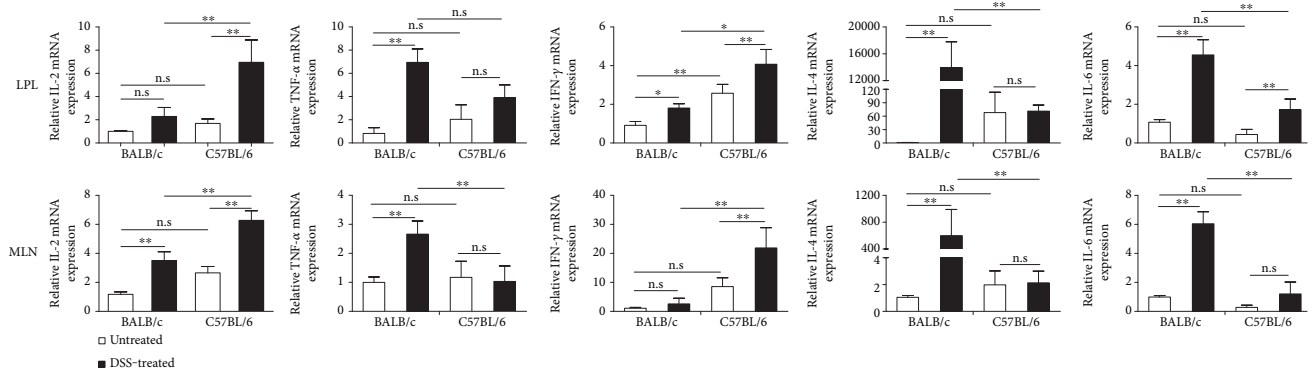 LPL
Relative IL-2 mRNA
expression
10
8
6
4
2
0
n.s
n.s
**
**
BALB/c
C57BL/6
Relative TNF-α mRNA
expression
10
8
6
4
2
0
n.s
**
n.s
n.s
BALB/c
C57BL/6
Relative IFN-γ mRNA
expression
6
4
2
0
**
*
**
*
BALB/c
C57BL/6
Relative IL-4 mRNA
expression
20000
18000
16000
14000
12000
120
90
60
30
0
n.s
**
n.s
**
BALB/c
C57BL/6
Relative IL-6 mRNA
expression
6
4
2
0
n.s
**
**
**
BALB/c
C57BL/6
MLN
Relative IL-2 mRNA
expression
8
6
4
2
0
n.s
**
**
**
BALB/c
C57BL/6
Relative TNF-α mRNA
expression
4
3
2
1
0
n.s
**
n.s
**
BALB/c
C57BL/6
Relative IFN-γ mRNA
expression
40
30
20
10
0
n.s
n.s
**
**
BALB/c
C57BL/6
Relative IL-4 mRNA
expression
1200
800
600
400
4
2
0
n.s
**
n.s
**
BALB/c
C57BL/6
Relative IL-6 mRNA
expression
8
6
4
2
0
n.s
**
n.s
**
BALB/c
C57BL/6
Untreated
DSS-treated